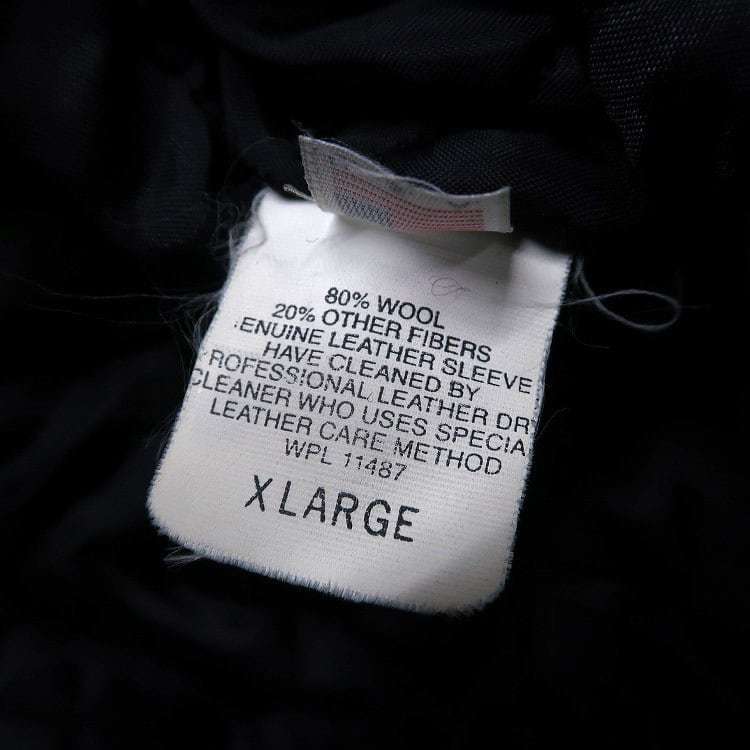 80% WOOL
20% OTHER FIBERS
ENUINE LEATHER SLEEVE
HAVE CLEANED BY
ROFESSIONAL LEATHER DRY
CLEANER WHO USES SPECIA
LEATHER CARE METHOD
WPL 11487
XLARGE